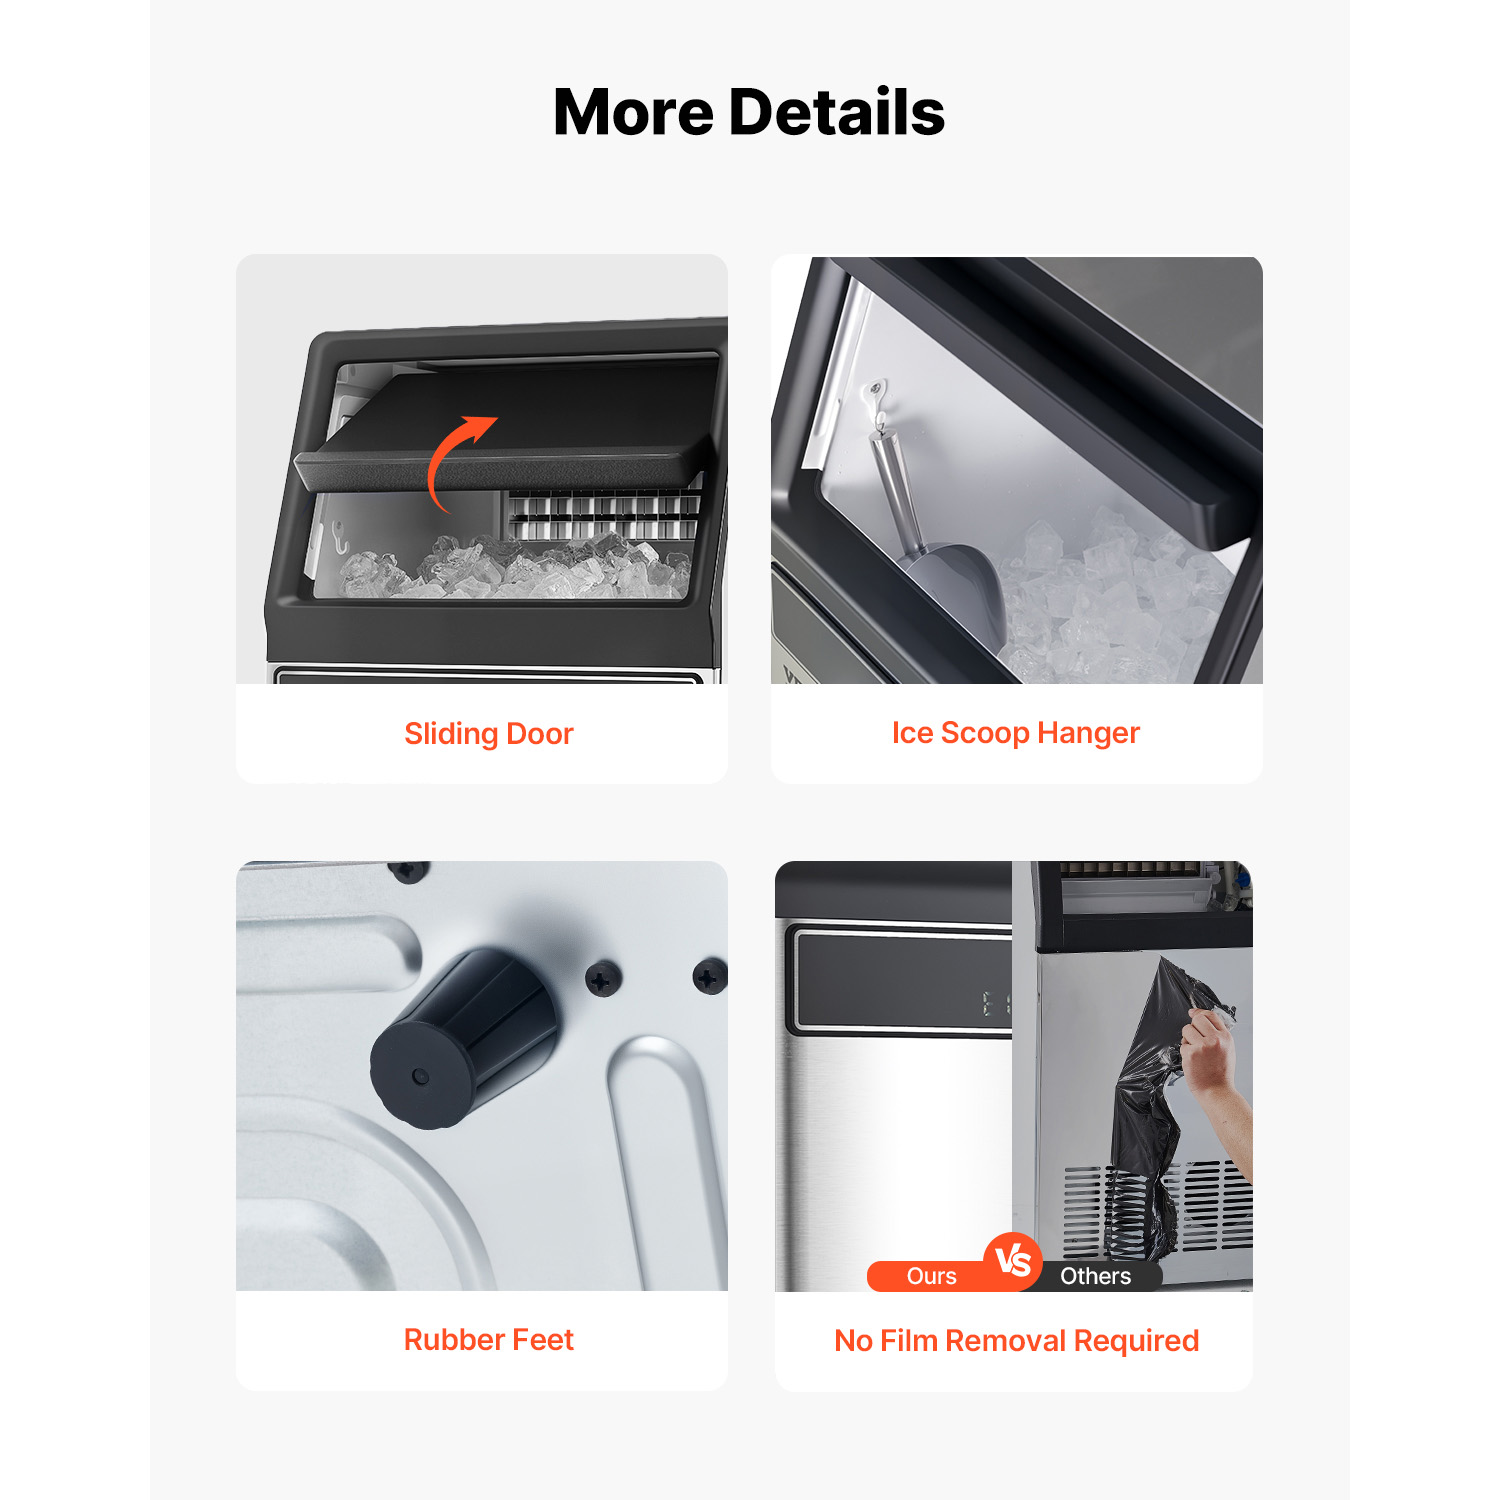 More Details
Sliding Door
Ice Scoop Hanger
Ours
VS
Others
Rubber Feet
No Film Removal Required